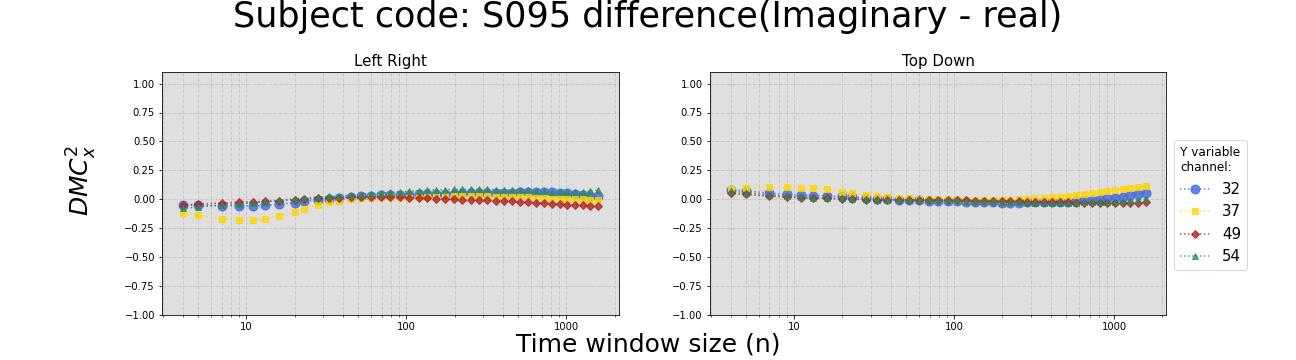 Subject code: S095 difference(Imaginary - real)
Left Right
Top Down
DMC²ₓ
1.00
0.75
0.50
0.25
0.00
−0.25
−0.50
−0.75
−1.00
10 100 1000
1.00
0.75
0.50
0.25
0.00
−0.25
−0.50
−0.75
−1.00
10 100 1000
Y variable
channel:
32
37
49
54
Time window size (n)